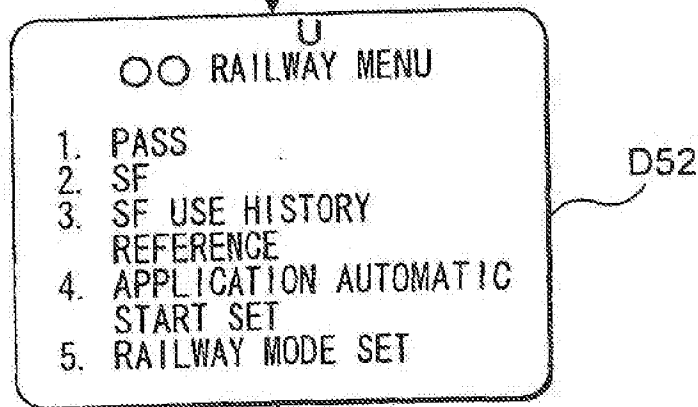 U
○○ RAILWAY MENU
1. PASS
2. SF
3. SF USE HISTORY
REFERENCE
4. APPLICATION AUTOMATIC
START SET
5. RAILWAY MODE SET
D52